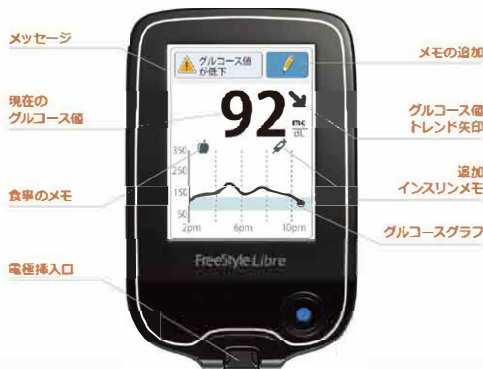 メッセージ
現在の
グルコース値
食事のメモ
電極挿入口
グルコース値
が低下
92
mg
dL
350
250
150
50
2pm
6pm
10pm
FreeStyle Libre
メモの追加
グルコース値
トレンド矢印
追加
インスリンメモ
グルコースグラフ